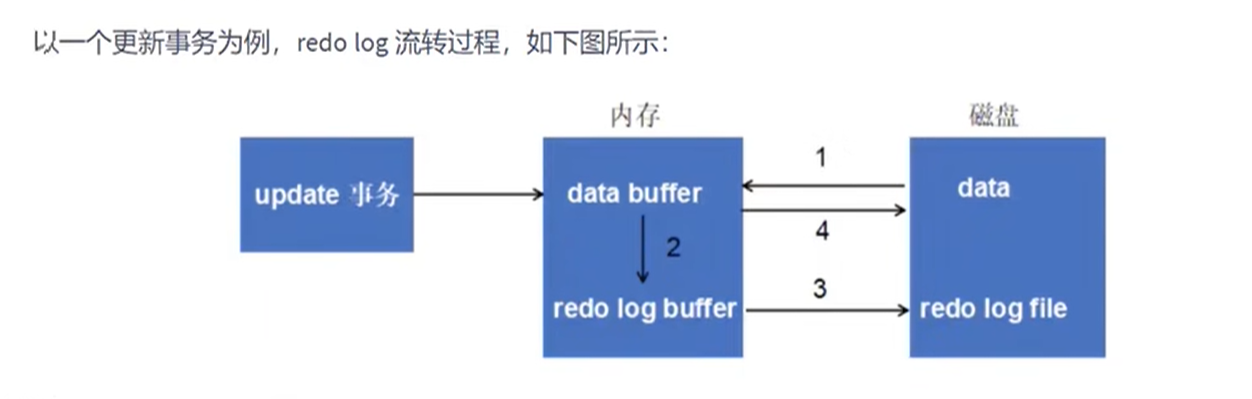 以一个更新事务为例，redo log 流转过程，如下图所示：
内存
磁盘
1
update 事务
data buffer
data
4
2
3
redo log buffer
redo log file